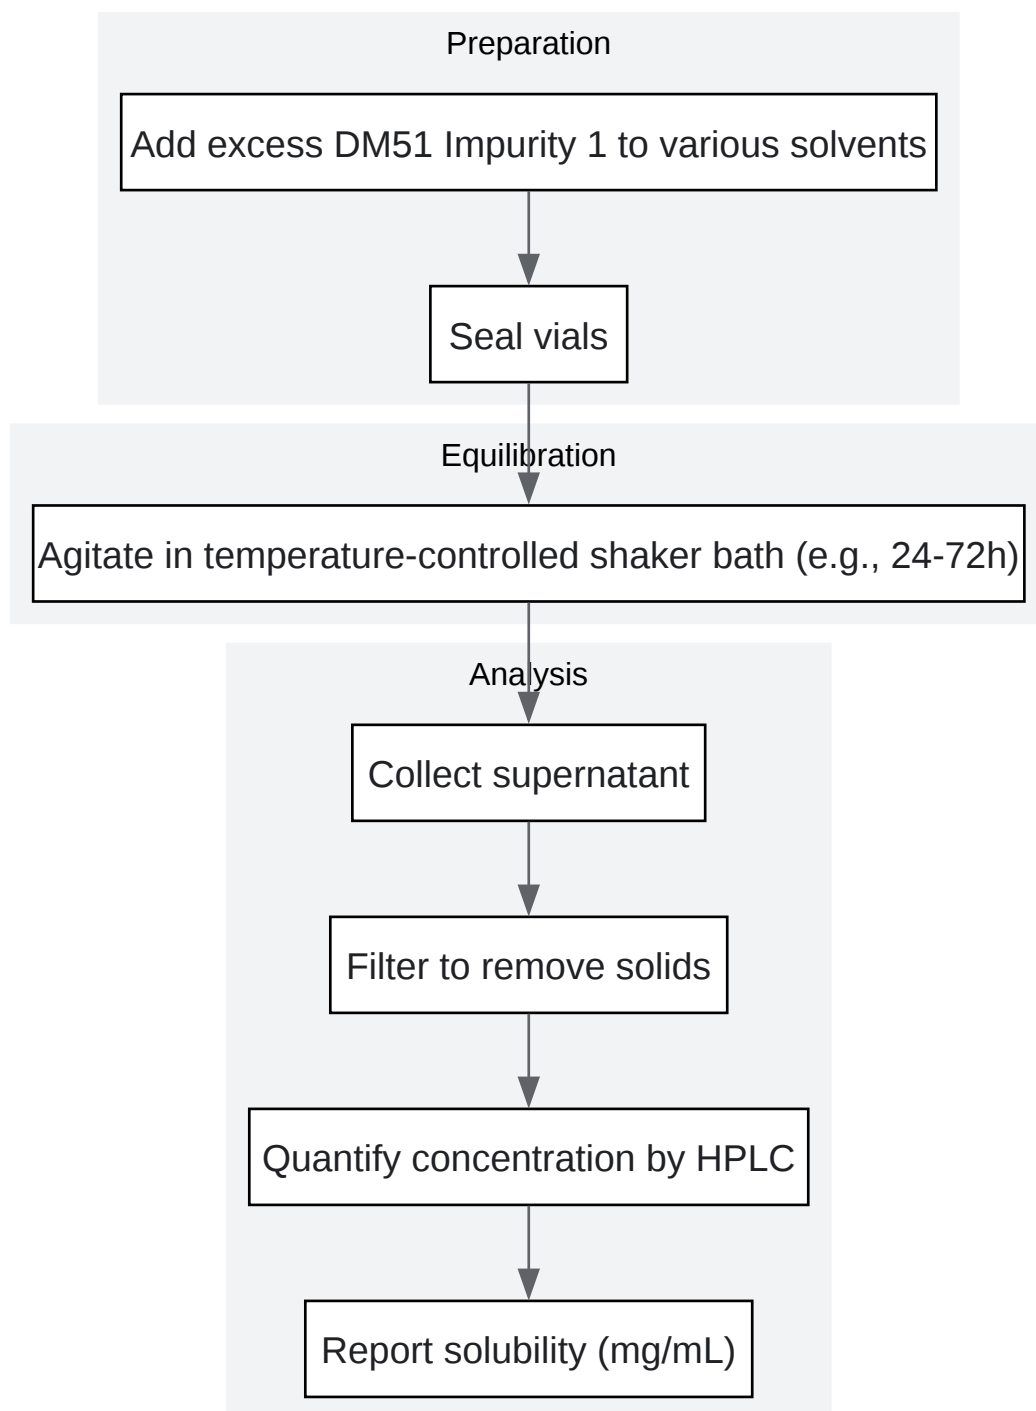 Preparation
Add excess DM51 Impurity 1 to various solvents
Seal vials
Equilibration
Agitate in temperature-controlled shaker bath (e.g., 24-72h)
Analysis
Collect supernatant
Filter to remove solids
Quantify concentration by HPLC
Report solubility (mg/mL)